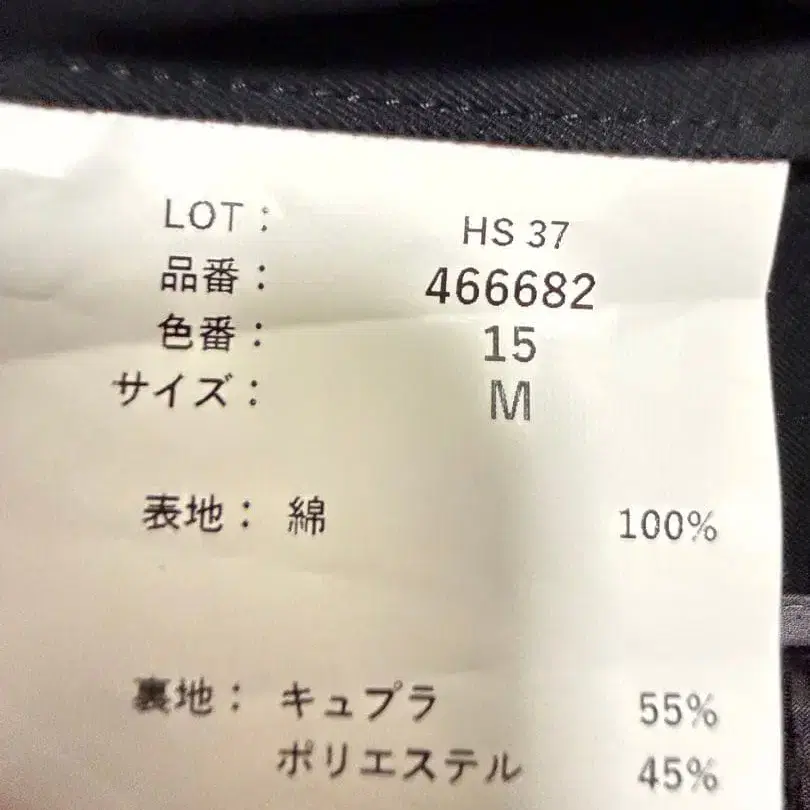 LOT： HS 37
品番： 466682
色番： 15
サイズ： M
表地： 綿 100%
裏地： キュプラ 55%
ポリエステル 45%